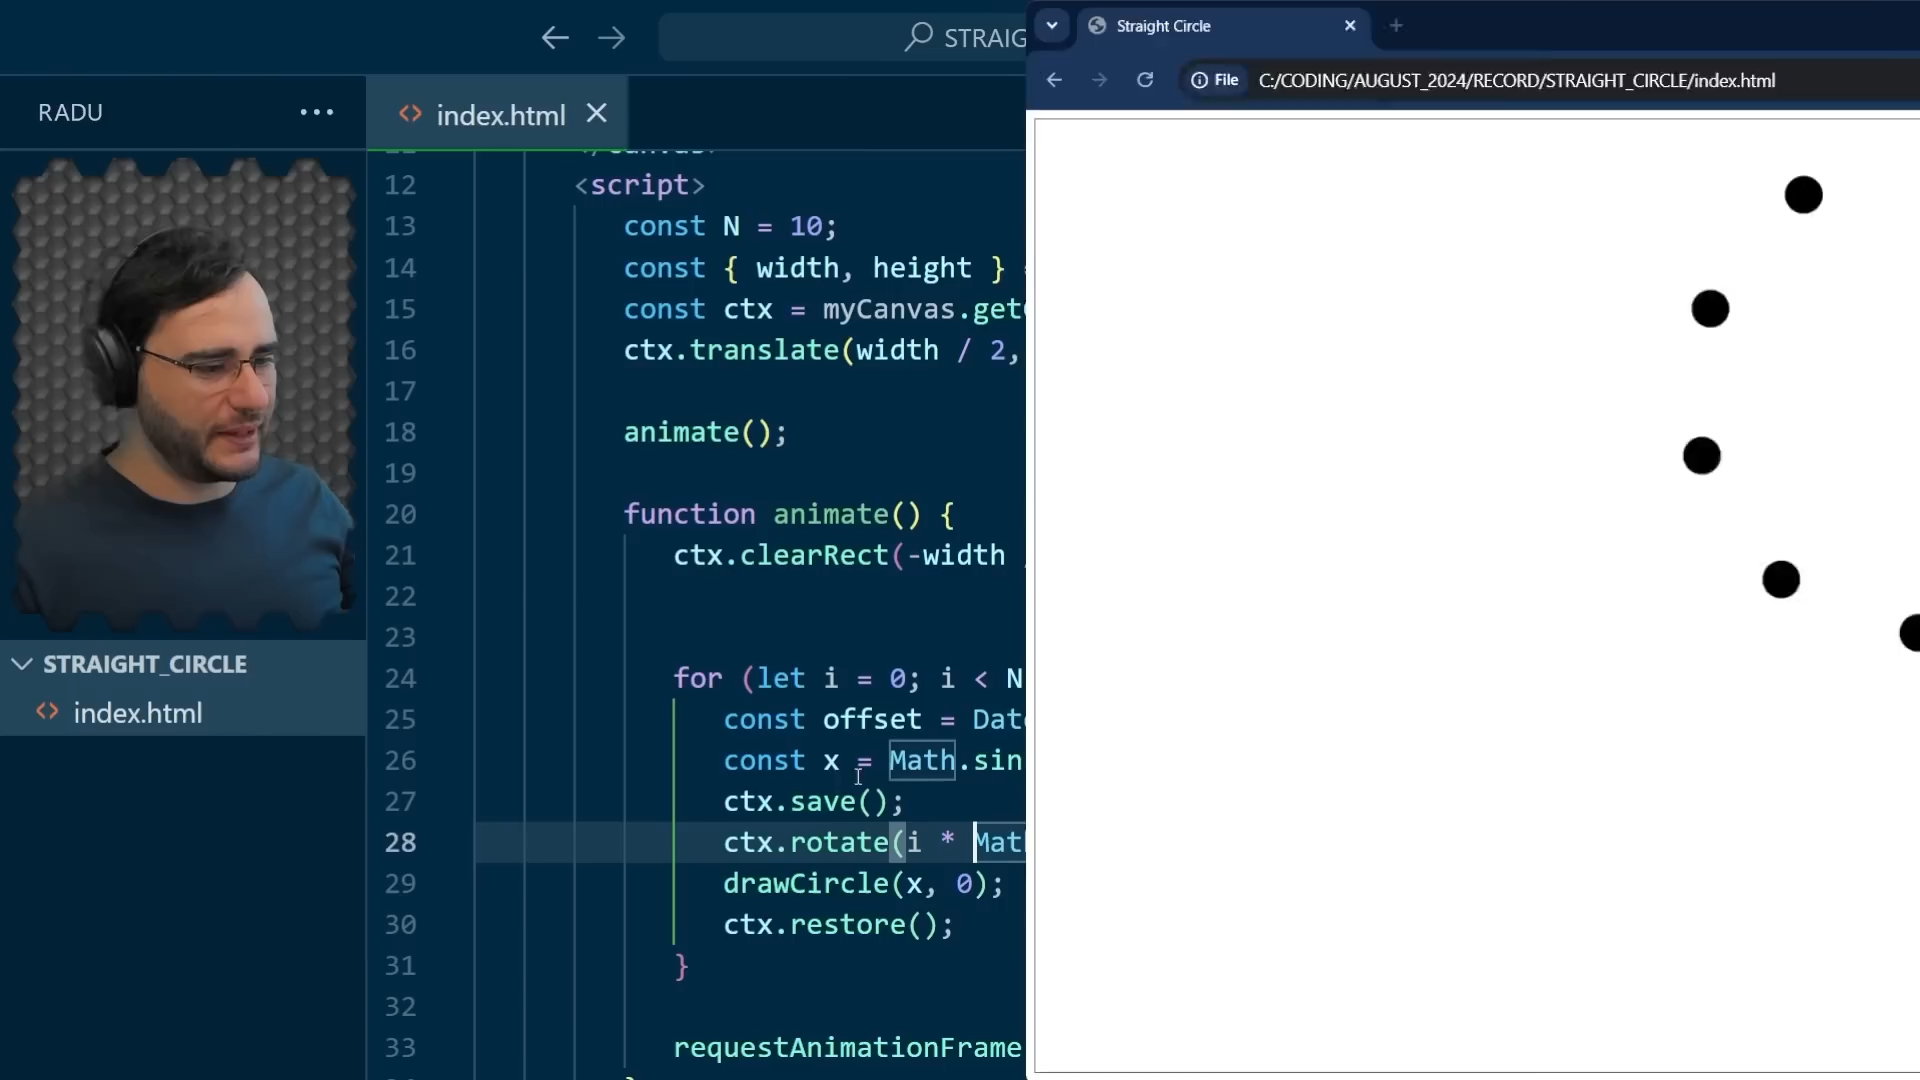 STRAIG
Straight Circle
File C:/CODING/AUGUST_2024/RECORD/STRAIGHT_CIRCLE/index.html
RADU ···
index.html
STRAIGHT_CIRCLE
index.html
12 <script>
13 const N = 10;
14 const { width, height }
15 const ctx = myCanvas.get
16 ctx.translate(width / 2,
17
18 animate();
19
20 function animate() {
21 ctx.clearRect(-width
22
23
24 for (let i = 0; i < N
25 const offset = Dat
26 const x = Math.sin
27 ctx.save();
28 ctx.rotate(i * Mat
29 drawCircle(x, 0);
30 ctx.restore();
31 }
32
33 requestAnimationFrame